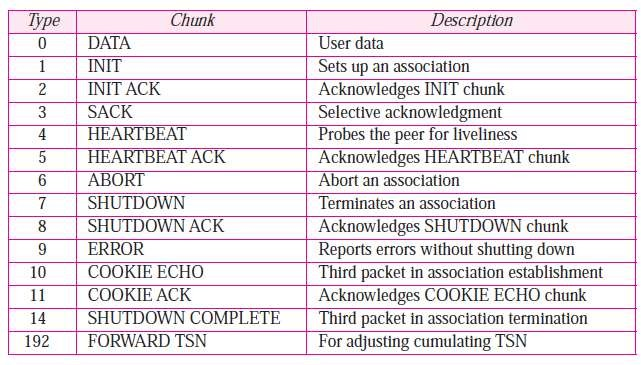 Type Chunk Description
0 DATA User data
1 INIT Sets up an association
2 INIT ACK Acknowledges INIT chunk
3 SACK Selective acknowledgment
4 HEARTBEAT Probes the peer for liveliness
5 HEARTBEAT ACK Acknowledges HEARTBEAT chunk
6 ABORT Abort an association
7 SHUTDOWN Terminates an association
8 SHUTDOWN ACK Acknowledges SHUTDOWN chunk
9 ERROR Reports errors without shutting down
10 COOKIE ECHO Third packet in association establishment
11 COOKIE ACK Acknowledges COOKIE ECHO chunk
14 SHUTDOWN COMPLETE Third packet in association termination
192 FORWARD TSN For adjusting cumulating TSN